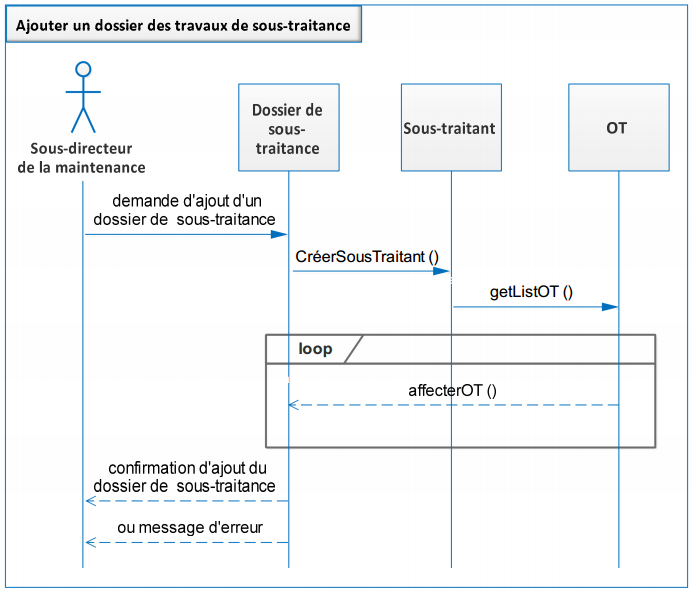 Ajouter un dossier des travaux de sous-traitance
Sous-directeur
de la maintenance
Dossier de
sous-
traitance
Sous-traitant
OT
demande d'ajout d'un
dossier de sous-traitance
CréerSousTraitant ()
getListOT ()
loop
affecterOT ()
confirmation d'ajout du
dossier de sous-traitance
ou message d'erreur